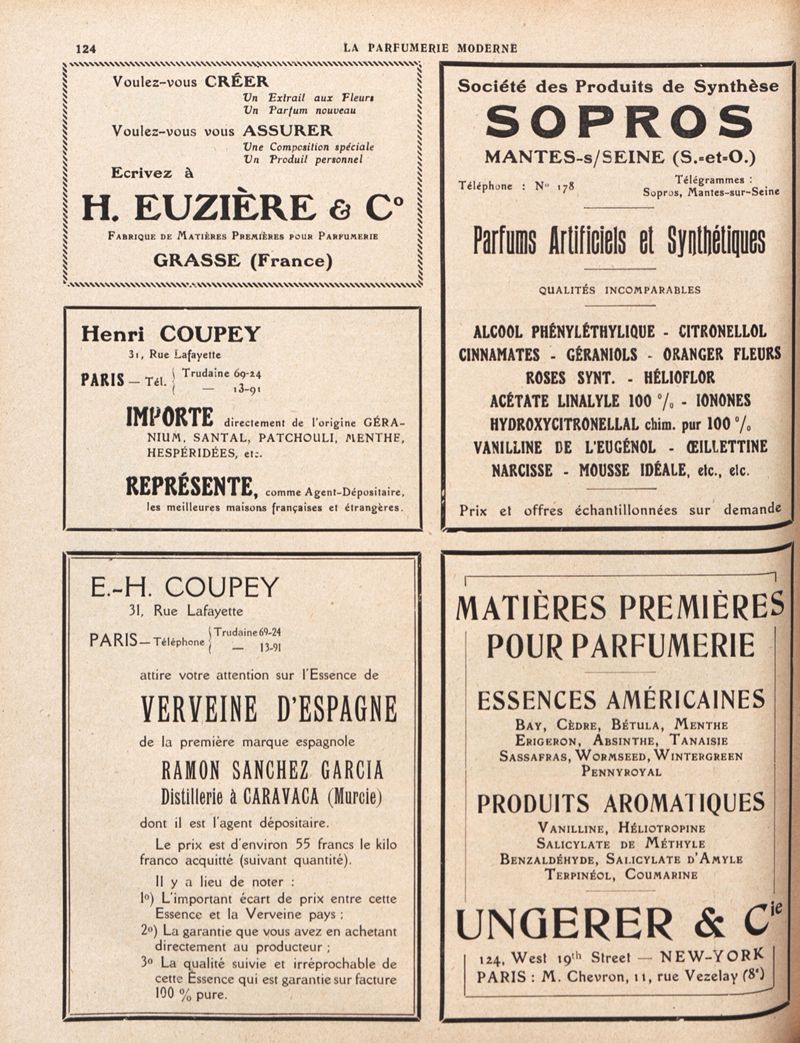 124
LA PARFUMERIE MODERNE
Voulez-vous CRÉER
Un Extrait aux Fleurs
Un Parfum nouveau
Voulez-vous vous ASSURER
Une Composition spéciale
Un Produit personnel
Ecrivez à
H. EUZIÈRE & Cº
FABRIQUE DE MATIÈRES PREMIÈRES POUR PARFUMERIE
GRASSE (France)
Henri COUPEY
31, Rue Lafayette
PARIS — Tél. { Trudaine 69-24
— 13-91
IMPORTE directement de l'origine GÉRA-
NIUM, SANTAL, PATCHOULI, MENTHE,
HESPÉRIDÉES, etc.
REPRÉSENTE, comme Agent-Dépositaire,
les meilleures maisons françaises et étrangères.
E.-H. COUPEY
31, Rue Lafayette
PARIS — Téléphone { Trudaine 69-24
— 13-91
attire votre attention sur l'Essence de
VERVEINE D'ESPAGNE
de la première marque espagnole
RAMON SANCHEZ GARCIA
Distillerie à CARAVACA (Murcie)
dont il est l'agent dépositaire.
Le prix est d'environ 55 francs le kilo
franco acquitté (suivant quantité).
Il y a lieu de noter :
1º) L'important écart de prix entre cette
Essence et la Verveine pays ;
2º) La garantie que vous avez en achetant
directement au producteur ;
3º La qualité suivie et irréprochable de
cette Essence qui est garantie sur facture
100 % pure.
Société des Produits de Synthèse
SOPROS
MANTES-s/SEINE (S.=et=O.)
Téléphone : Nº 178
Télégrammes :
Sopros, Mantes-sur-Seine
Parfums Artificiels et Synthétiques
QUALITÉS INCOMPARABLES
ALCOOL PHÉNYLÉTHYLIQUE - CITRONELLOL
CINNAMATES - GÉRANIOLS - ORANGER FLEURS
ROSES SYNT. - HÉLIOFLOR
ACÉTATE LINALYLE 100 % - IONONES
HYDROXYCITRONELLAL chim. pur 100 %
VANILLINE DE L'EUGÉNOL - ŒILLETTINE
NARCISSE - MOUSSE IDÉALE, etc., etc.
Prix et offres échantillonnées sur demande
MATIÈRES PREMIÈRES
POUR PARFUMERIE
ESSENCES AMÉRICAINES
BAY, CÈDRE, BÉTULA, MENTHE
ERIGERON, ABSINTHE, TANAISIE
SASSAFRAS, WORMSEED, WINTERGREEN
PENNYROYAL
PRODUITS AROMATIQUES
VANILLINE, HÉLIOTROPINE
SALICYLATE DE MÉTHYLE
BENZALDÉHYDE, SALICYLATE D'AMYLE
TERPINÉOL, COUMARINE
UNGERER & Cie
124, West 19th Street — NEW-YORK
PARIS : M. Chevron, 11, rue Vezelay (8e)